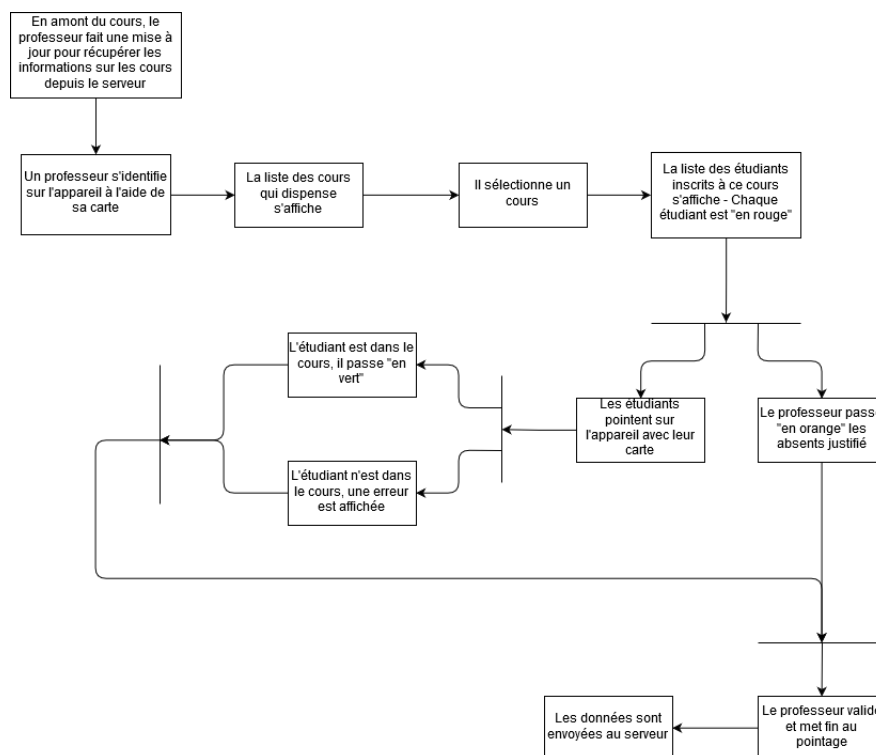 En amont du cours, le
professeur fait une mise à
jour pour récupérer les
informations sur les cours
depuis le serveur
Un professeur s'identifie
sur l'appareil à l'aide de
sa carte
La liste des cours
qui dispense
s'affiche
Il sélectionne un
cours
La liste des étudiants
inscrits à ce cours
s'affiche - Chaque
étudiant est "en rouge"
L'étudiant est dans le
cours, il passe "en
vert"
Les étudiants
pointent sur
l'appareil avec leur
carte
Le professeur passe
"en orange" les
absents justifié
L'étudiant n'est dans
le cours, une erreur
est affichée
Le professeur valide
et met fin au
pointage
Les données sont
envoyées au serveur